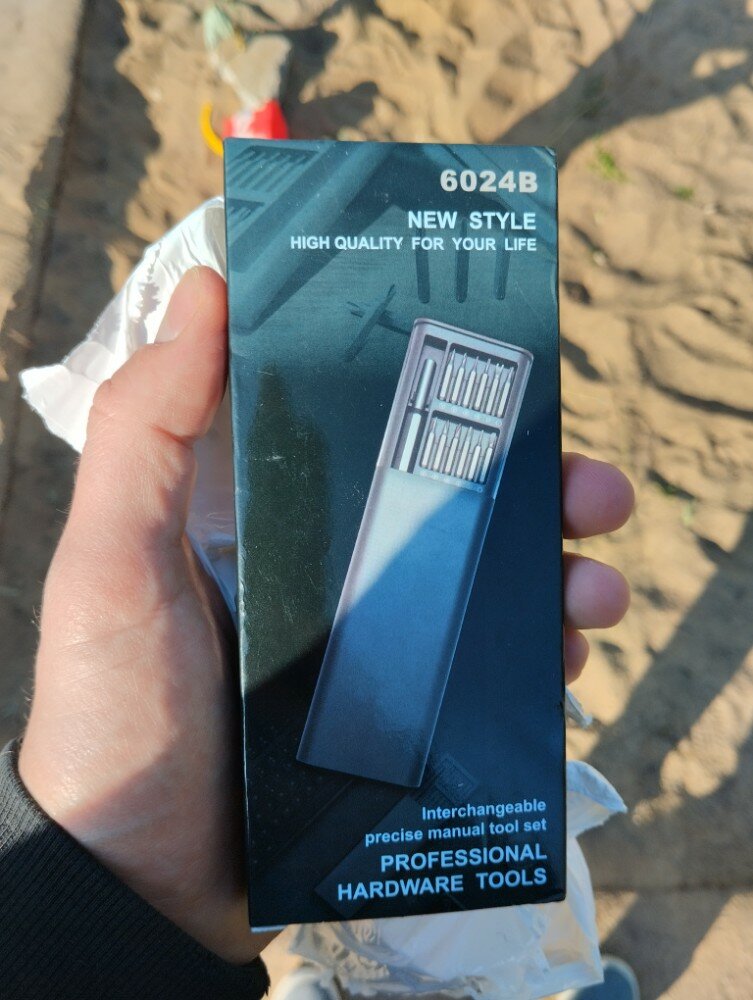 6024B
NEW STYLE
HIGH QUALITY FOR YOUR LIFE
Interchangeable
precise manual tool set
PROFESSIONAL
HARDWARE TOOLS